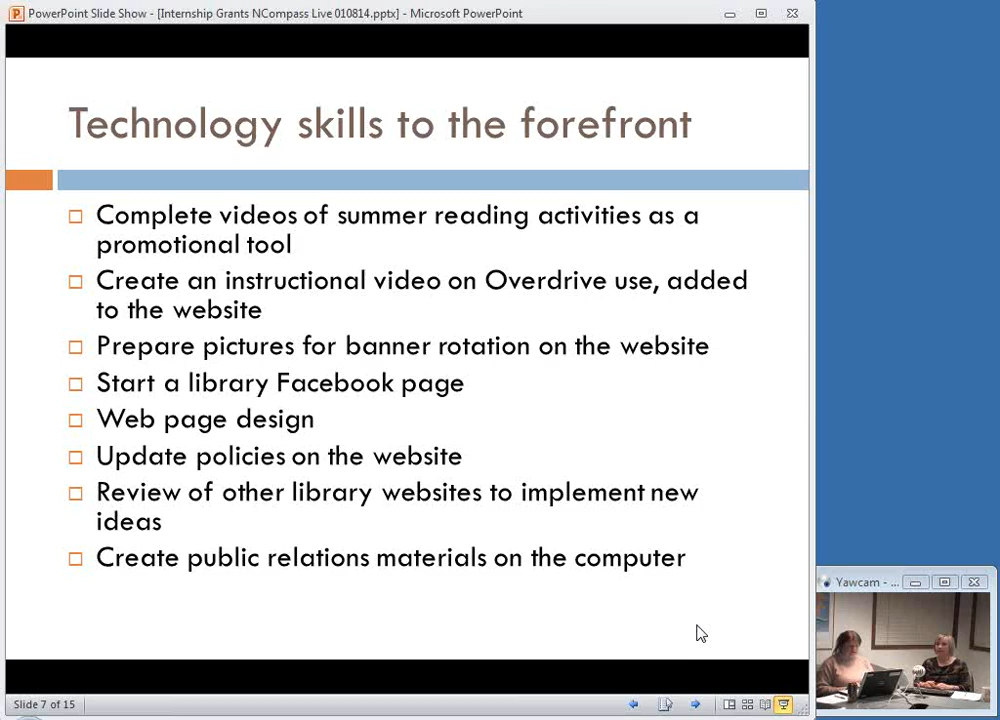 PowerPoint Slide Show - [Internship Grants NCompass Live 010814.pptx] - Microsoft PowerPoint
Technology skills to the forefront
Complete videos of summer reading activities as a
promotional tool
Create an instructional video on Overdrive use, added
to the website
Prepare pictures for banner rotation on the website
Start a library Facebook page
Web page design
Update policies on the website
Review of other library websites to implement new
ideas
Create public relations materials on the computer
Yawcam - ...
Slide 7 of 15